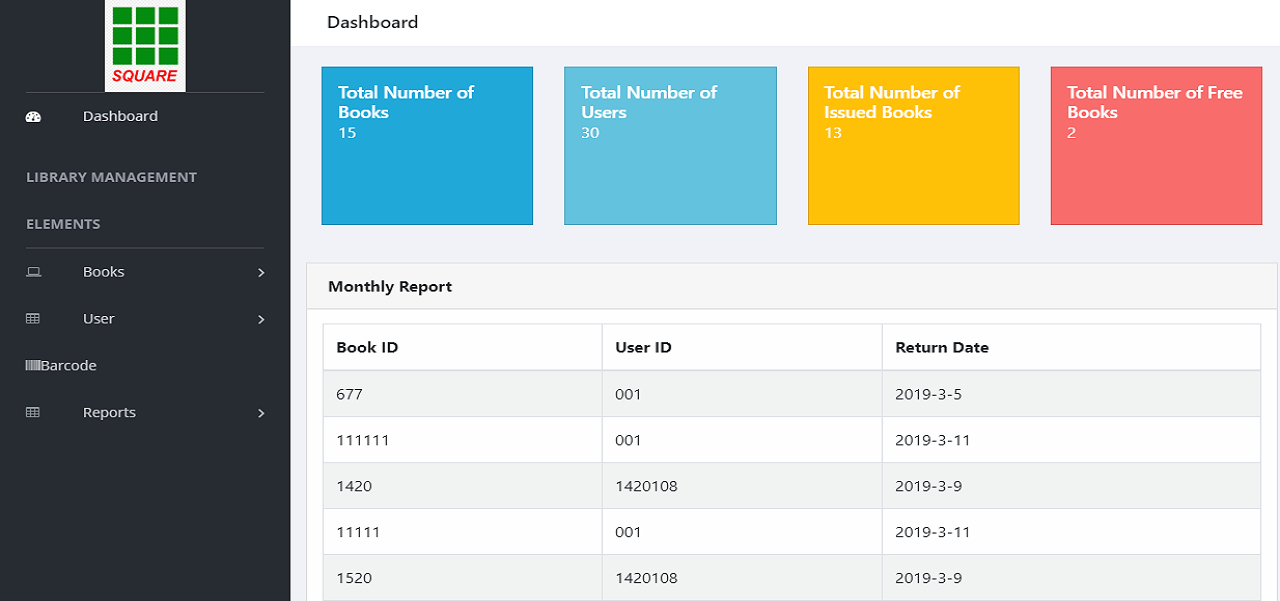 SQUARE
Dashboard
LIBRARY MANAGEMENT
ELEMENTS
Books
User
Barcode
Reports
Dashboard
Total Number of
Books
15
Total Number of
Users
30
Total Number of
Issued Books
13
Total Number of Free
Books
2
Monthly Report
Book ID User ID Return Date
677 001 2019-3-5
111111 001 2019-3-11
1420 1420108 2019-3-9
11111 001 2019-3-11
1520 1420108 2019-3-9